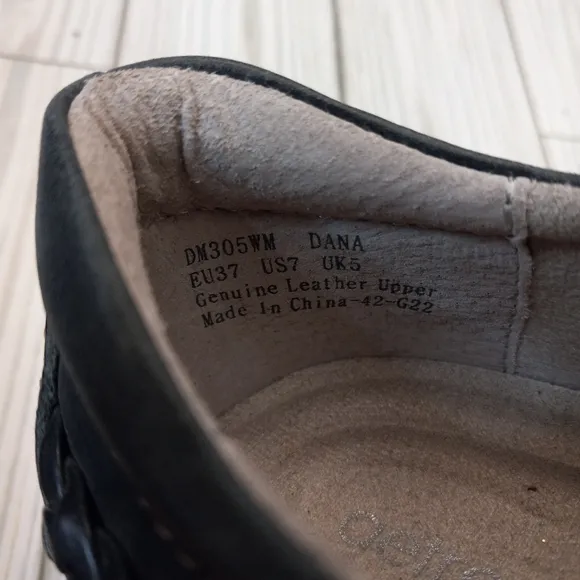 DM305WM DANA
EU37 US7 UK5
Genuine Leather Upper
Made In China-42-G22